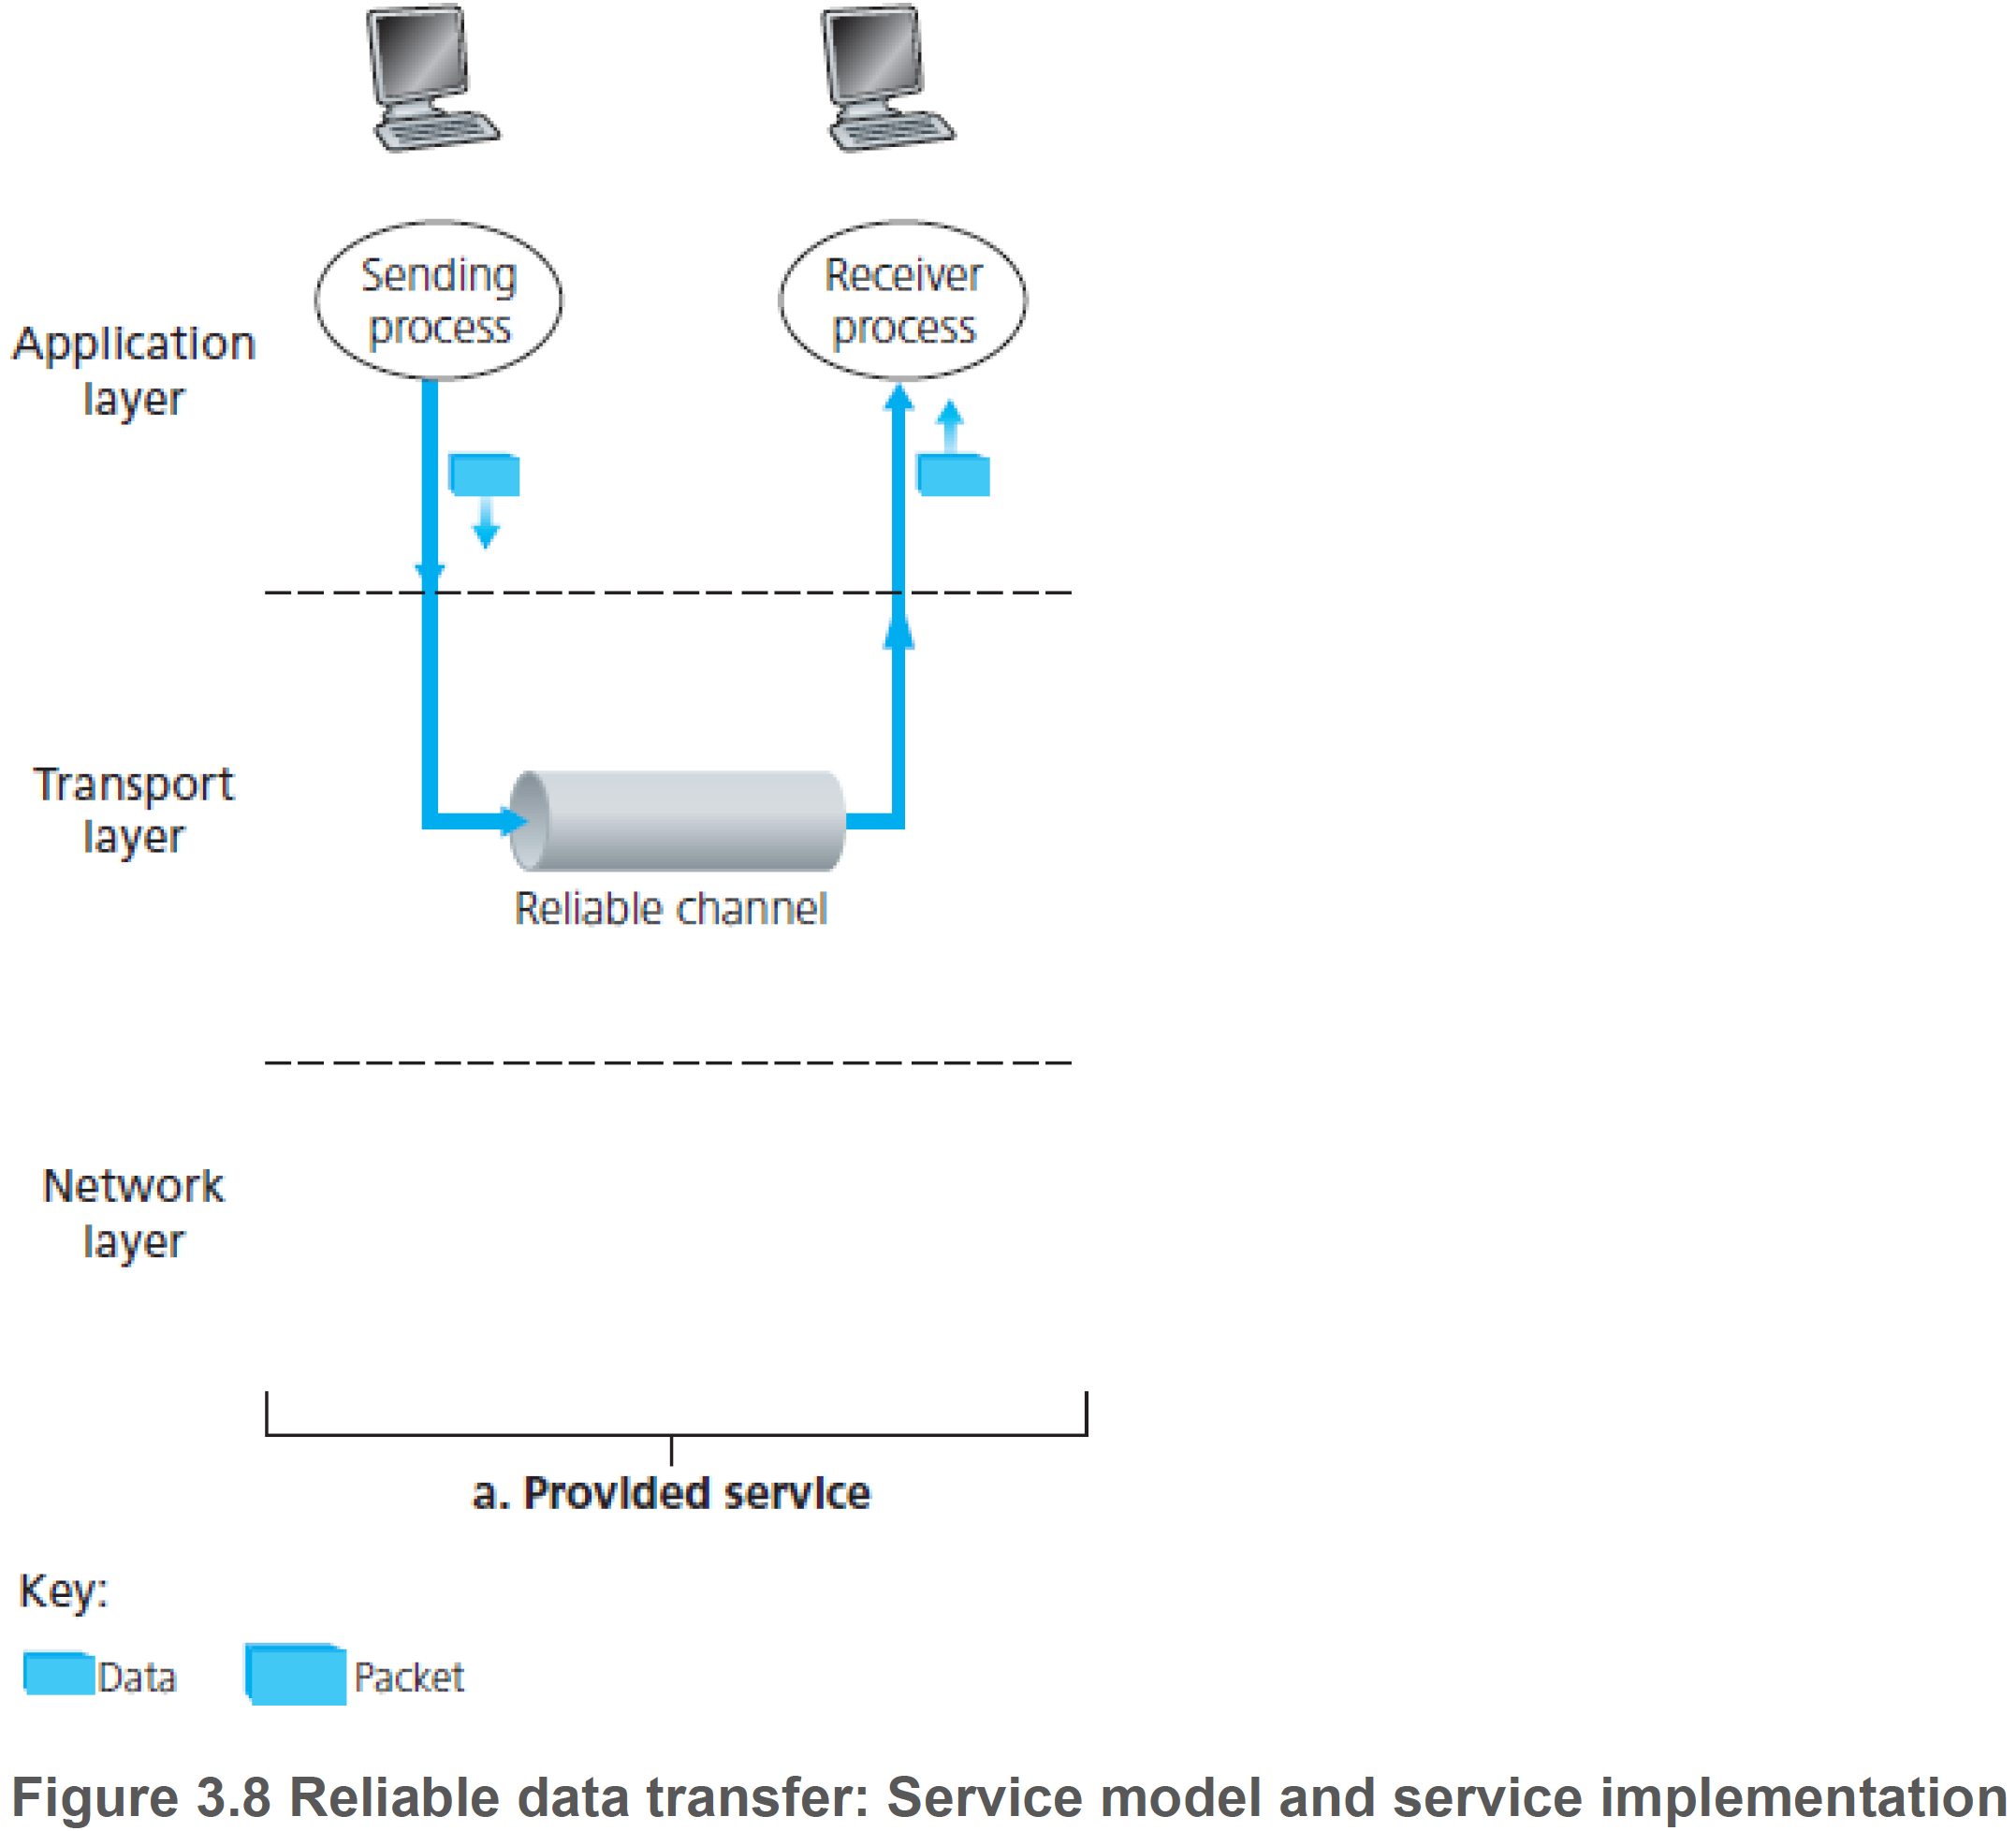 Sending
process
Receiver
process
Application
layer
Transport
layer
Reliable channel
Network
layer
a. Provided service
Key:
Data
Packet
Figure 3.8 Reliable data transfer: Service model and service implementation